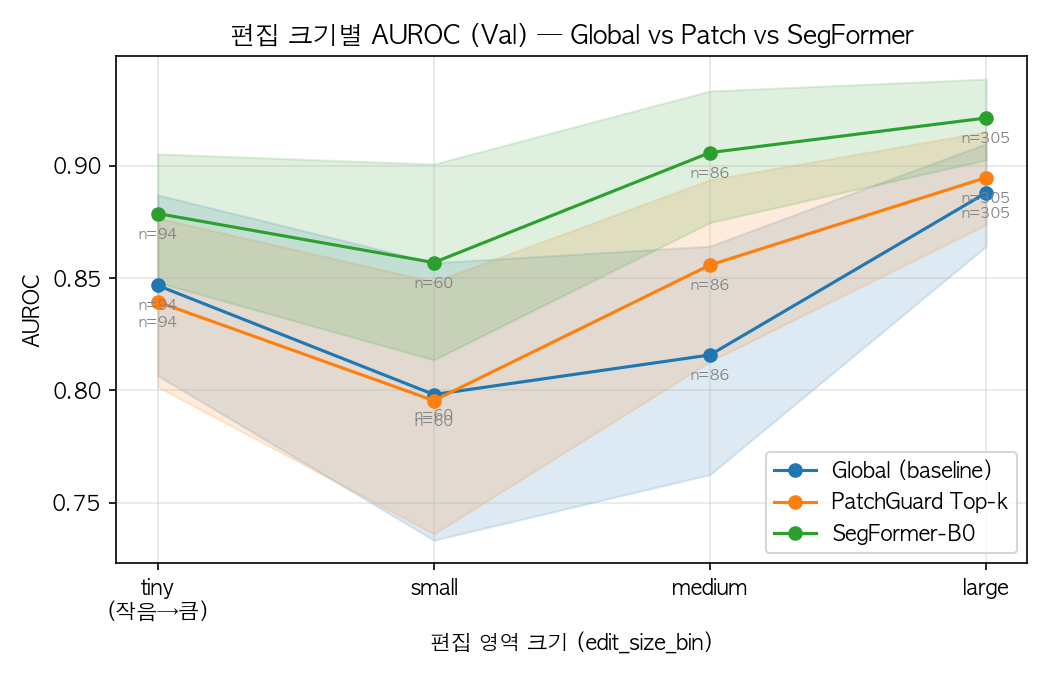 편집 크기별 AUROC (Val) — Global vs Patch vs SegFormer
AUROC
0.90
0.85
0.80
0.75
n=94
n=94
n=94
n=60
n=60
n=60
n=86
n=86
n=86
n=305
n=305
n=305
Global (baseline)
PatchGuard Top-k
SegFormer-B0
tiny
(작음→큼)
small
medium
large
편집 영역 크기 (edit_size_bin)